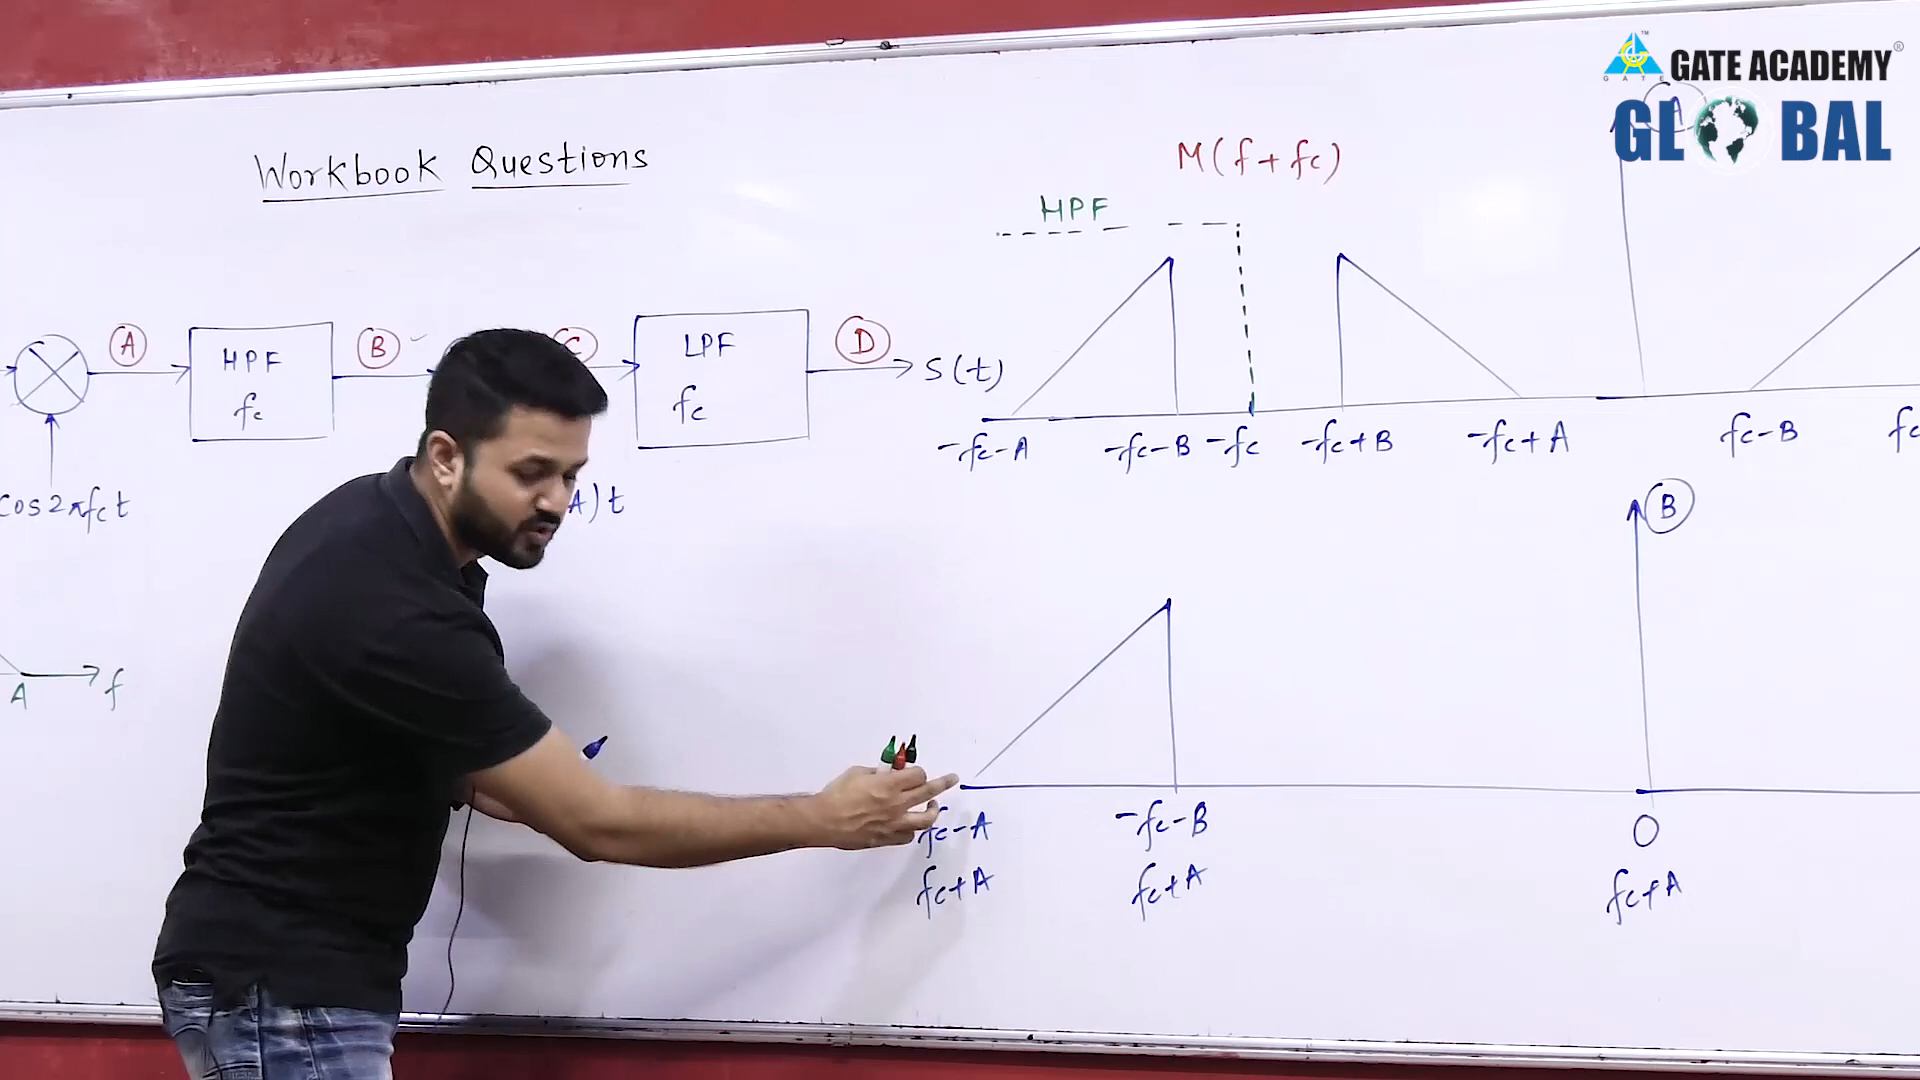 GATE ACADEMY
GLOBAL
Workbook Questions
M(f+fc)
HPF
A
A
HPF
fc
B
C
LPF
fc
D
S(t)
-fc-A
-fc-B
-fc
-fc+B
-fc+A
fc-B
fc
cos2πfct
A)t
B
A
f
fc-A
-fc-B
0
fc+A
fc+A
fc+A